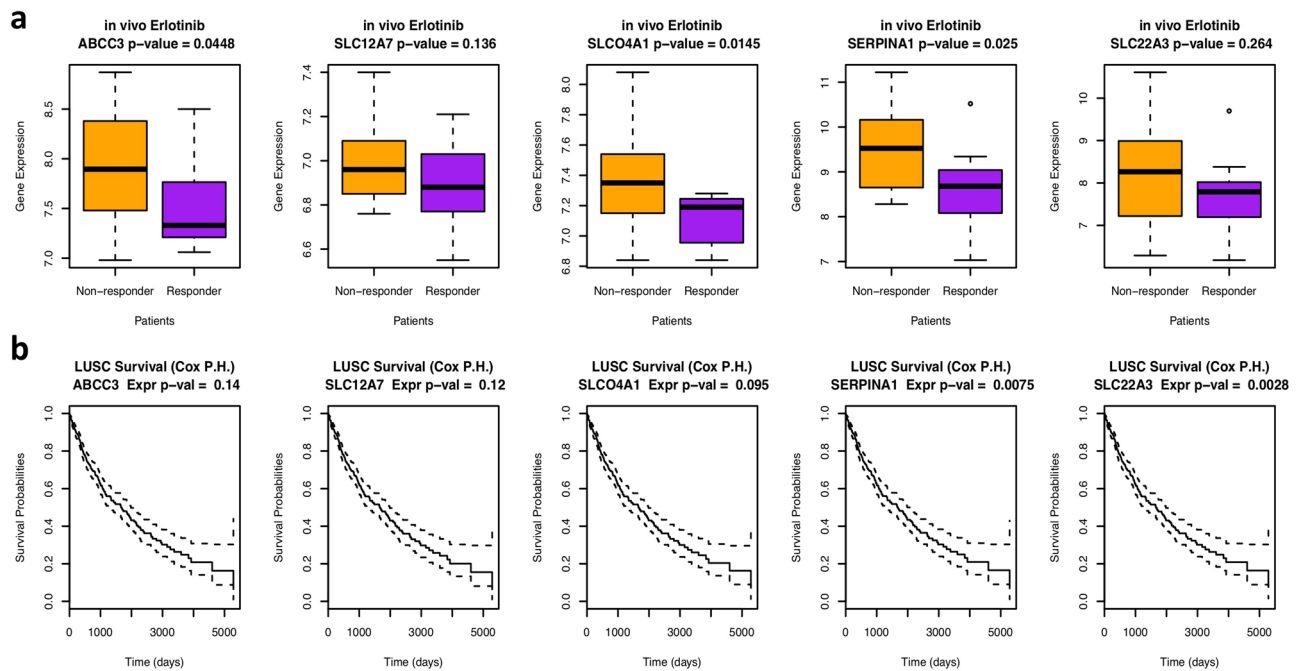 a
in vivo Erlotinib
ABCC3 p-value = 0.0448
Gene Expression
7.0 7.5 8.0 8.5
Non-responder Responder
Patients
in vivo Erlotinib
SLC12A7 p-value = 0.136
Gene Expression
6.6 6.8 7.0 7.2 7.4
Non-responder Responder
Patients
in vivo Erlotinib
SLCO4A1 p-value = 0.0145
Gene Expression
6.8 7.0 7.2 7.4 7.6 7.8 8.0
Non-responder Responder
Patients
in vivo Erlotinib
SERPINA1 p-value = 0.025
Gene Expression
7 8 9 10 11
Non-responder Responder
Patients
in vivo Erlotinib
SLC22A3 p-value = 0.264
Gene Expression
7 8 9 10
Non-responder Responder
Patients
b
LUSC Survival (Cox P.H.)
ABCC3 Expr p-val = 0.14
Survival Probabilities
0.0 0.2 0.4 0.6 0.8 1.0
0 1000 3000 5000
Time (days)
LUSC Survival (Cox P.H.)
SLC12A7 Expr p-val = 0.12
Survival Probabilities
0.0 0.2 0.4 0.6 0.8 1.0
0 1000 3000 5000
Time (days)
LUSC Survival (Cox P.H.)
SLCO4A1 Expr p-val = 0.095
Survival Probabilities
0.0 0.2 0.4 0.6 0.8 1.0
0 1000 3000 5000
Time (days)
LUSC Survival (Cox P.H.)
SERPINA1 Expr p-val = 0.0075
Survival Probabilities
0.0 0.2 0.4 0.6 0.8 1.0
0 1000 3000 5000
Time (days)
LUSC Survival (Cox P.H.)
SLC22A3 Expr p-val = 0.0028
Survival Probabilities
0.0 0.2 0.4 0.6 0.8 1.0
0 1000 3000 5000
Time (days)